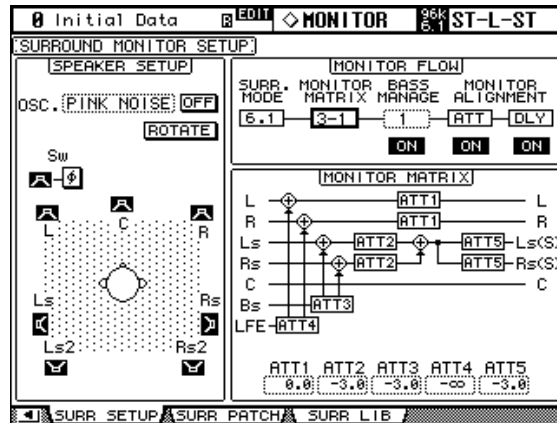 0 Initial Data EDIT MONITOR 96k 6.1 ST-L-ST
SURROUND MONITOR SETUP
SPEAKER SETUP
OSC. PINK NOISE OFF
ROTATE
Sw
Φ
L C R
Ls Rs
Ls2 Rs2
MONITOR FLOW
SURR. MODE MONITOR MATRIX BASS MANAGE MONITOR ALIGNMENT
6.1 3-1 1 ATT DLY
ON ON ON
MONITOR MATRIX
L ATT1 L
R ATT1 R
Ls ATT2 ATT5 Ls(S)
Rs ATT2 ATT5 Rs(S)
C C
Bs ATT3
LFE ATT4
ATT1 ATT2 ATT3 ATT4 ATT5
0.0 -3.0 -3.0 -∞ -3.0
SURR SETUP SURR PATCH SURR LIB